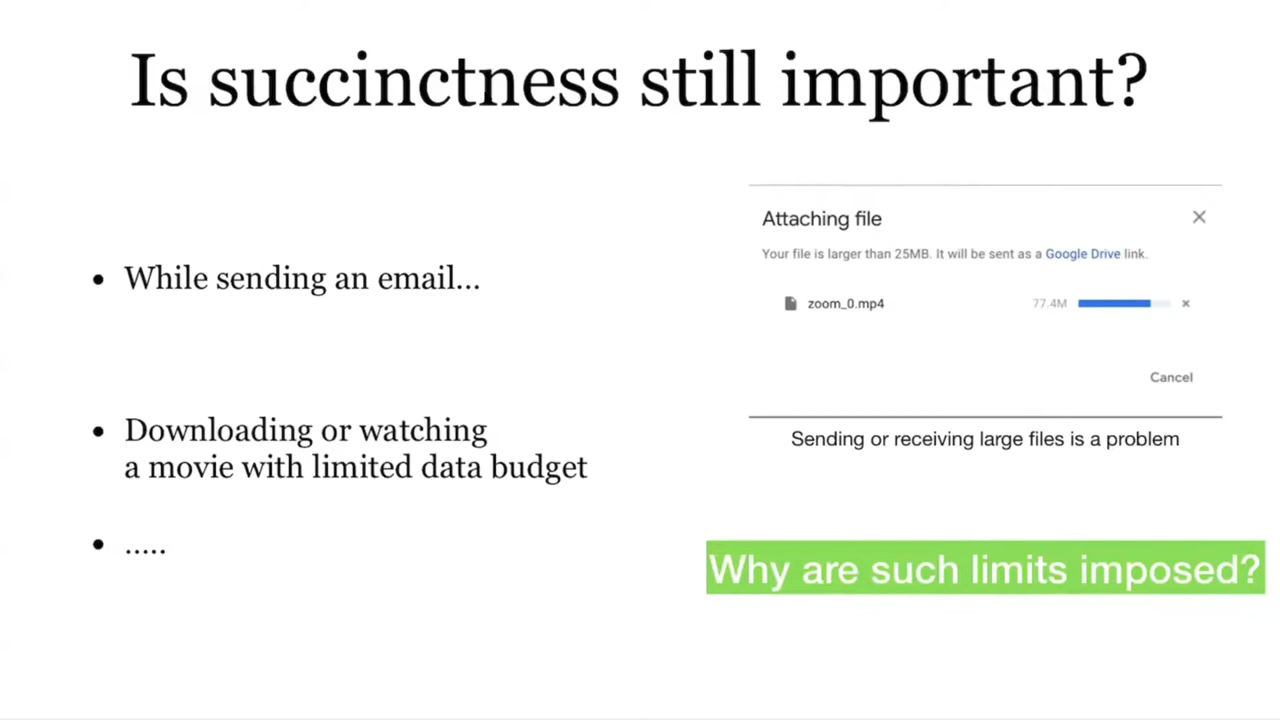 Is succinctness still important?
• While sending an email...
• Downloading or watching
a movie with limited data budget
• .....
Attaching file
Your file is larger than 25MB. It will be sent as a Google Drive link.
zoom_0.mp4 77.4M
Cancel
Sending or receiving large files is a problem
Why are such limits imposed?